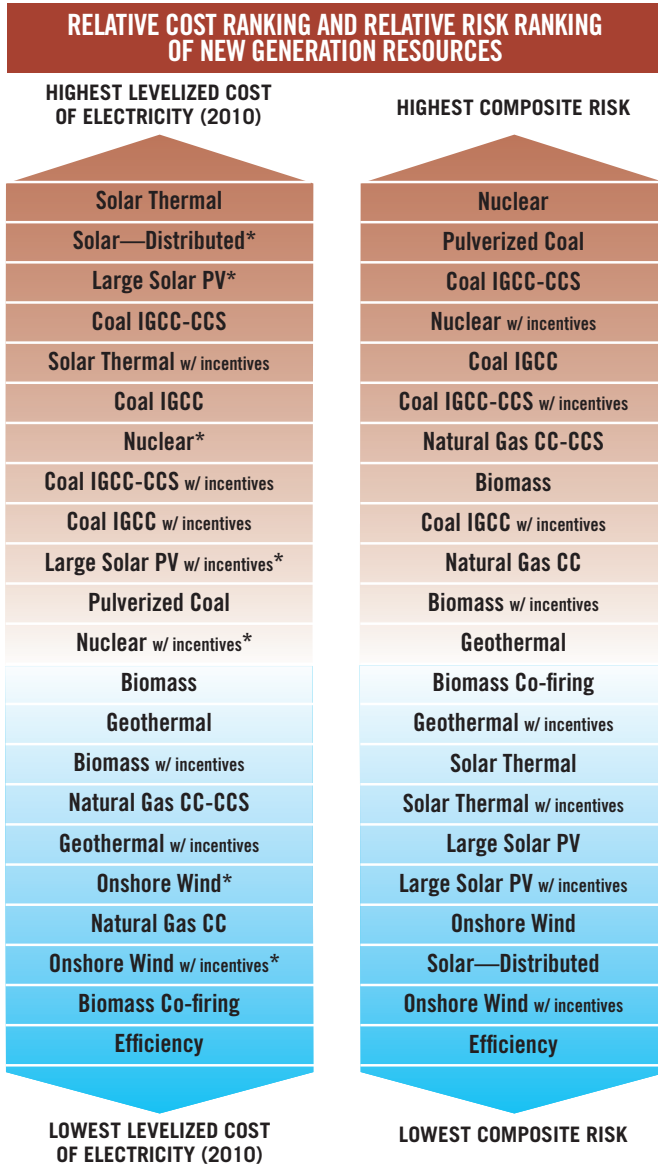 RELATIVE COST RANKING AND RELATIVE RISK RANKING
OF NEW GENERATION RESOURCES
HIGHEST LEVELIZED COST
OF ELECTRICITY (2010)
Solar Thermal
Solar—Distributed*
Large Solar PV*
Coal IGCC-CCS
Solar Thermal w/ incentives
Coal IGCC
Nuclear*
Coal IGCC-CCS w/ incentives
Coal IGCC w/ incentives
Large Solar PV w/ incentives*
Pulverized Coal
Nuclear w/ incentives*
Biomass
Geothermal
Biomass w/ incentives
Natural Gas CC-CCS
Geothermal w/ incentives
Onshore Wind*
Natural Gas CC
Onshore Wind w/ incentives*
Biomass Co-firing
Efficiency
LOWEST LEVELIZED COST
OF ELECTRICITY (2010)
HIGHEST COMPOSITE RISK
Nuclear
Pulverized Coal
Coal IGCC-CCS
Nuclear w/ incentives
Coal IGCC
Coal IGCC-CCS w/ incentives
Natural Gas CC-CCS
Biomass
Coal IGCC w/ incentives
Natural Gas CC
Biomass w/ incentives
Geothermal
Biomass Co-firing
Geothermal w/ incentives
Solar Thermal
Solar Thermal w/ incentives
Large Solar PV
Large Solar PV w/ incentives
Onshore Wind
Solar—Distributed
Onshore Wind w/ incentives
Efficiency
LOWEST COMPOSITE RISK